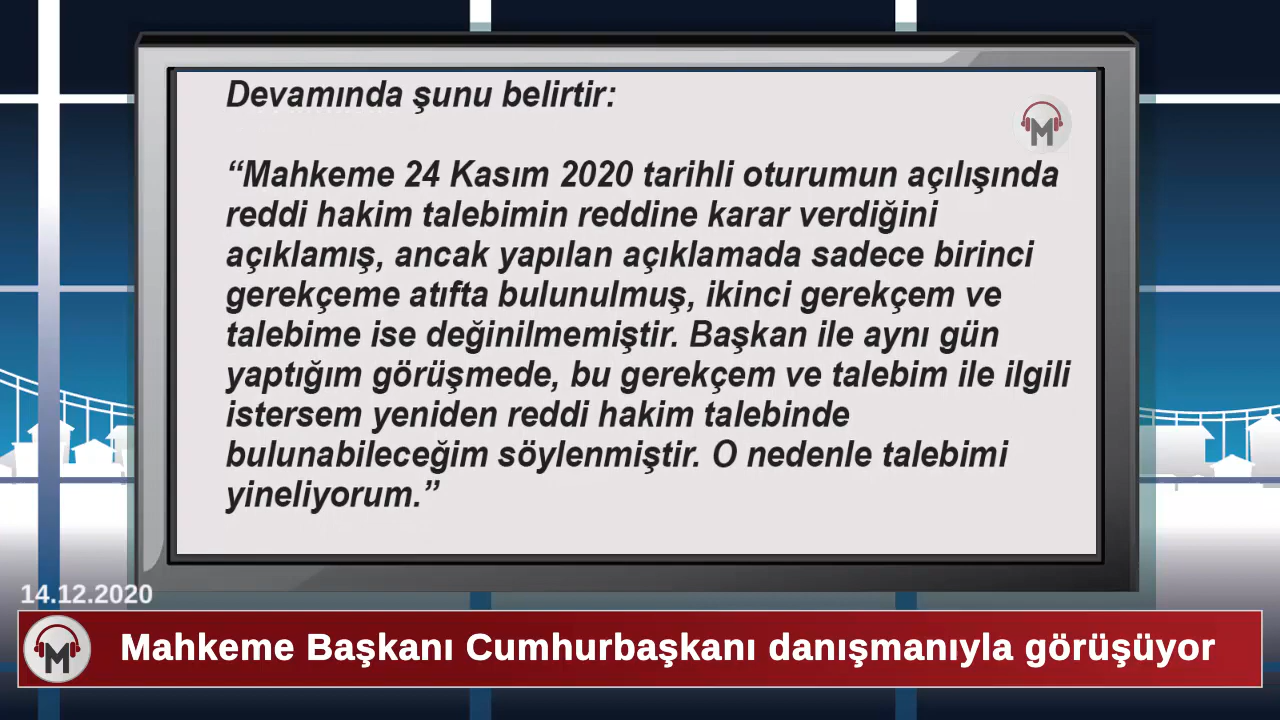 Devamında şunu belirtir:
“Mahkeme 24 Kasım 2020 tarihli oturumun açılışında
reddi hakim talebimin reddine karar verdiğini
açıklamış, ancak yapılan açıklamada sadece birinci
gerekçeme atıfta bulunulmuş, ikinci gerekçem ve
talebime ise değinilmemiştir. Başkan ile aynı gün
yaptığım görüşmede, bu gerekçem ve talebim ile ilgili
istersem yeniden reddi hakim talebinde
bulunabileceğim söylenmiştir. O nedenle talebimi
yineliyorum.”
M
14.12.2020
M
Mahkeme Başkanı Cumhurbaşkanı danışmanıyla görüşüyor